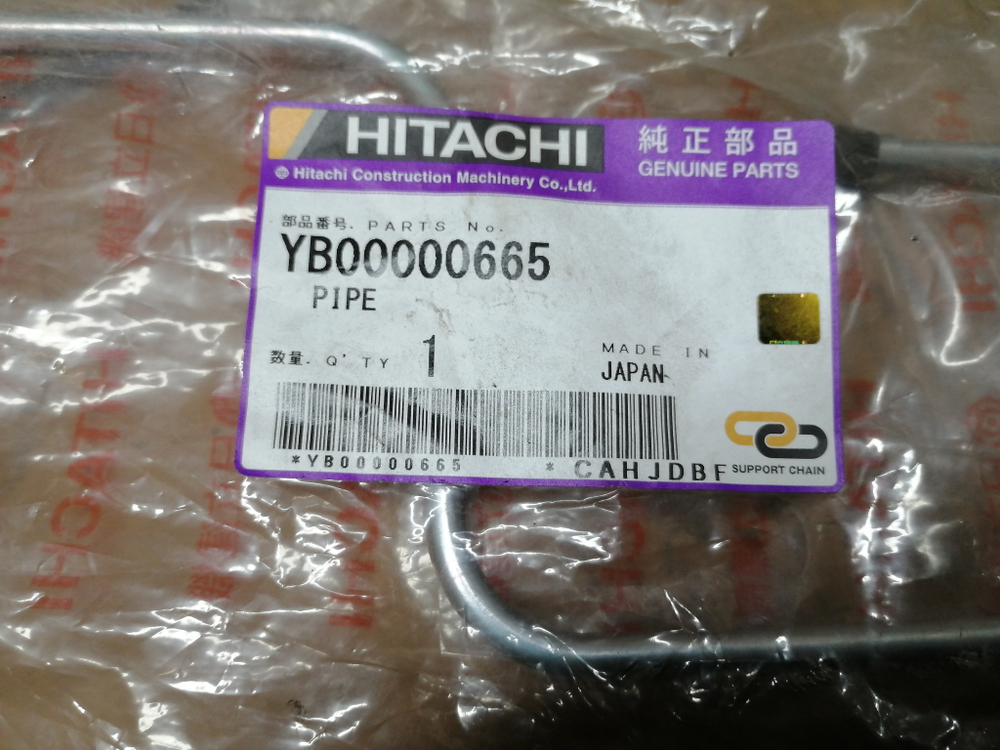 HITACHI
Hitachi Construction Machinery Co.,Ltd.
純正部品
GENUINE PARTS
部品番号. PARTS No.
YB00000665
PIPE
数量. Q'TY 1
MADE IN
JAPAN
*YB00000665 * CAHJDBF
SUPPORT CHAIN
HITACHI